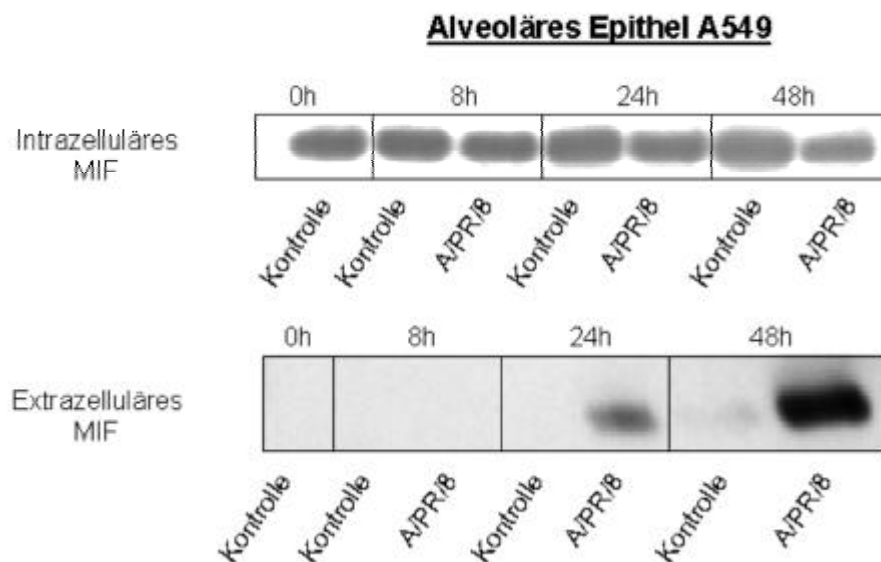 Alveoläres Epithel A549
0h 8h 24h 48h
Intrazelluläres
MIF
Kontrolle Kontrolle A/PR/8 Kontrolle A/PR/8 Kontrolle A/PR/8
0h 8h 24h 48h
Extrazelluläres
MIF
Kontrolle Kontrolle A/PR/8 Kontrolle A/PR/8 Kontrolle A/PR/8